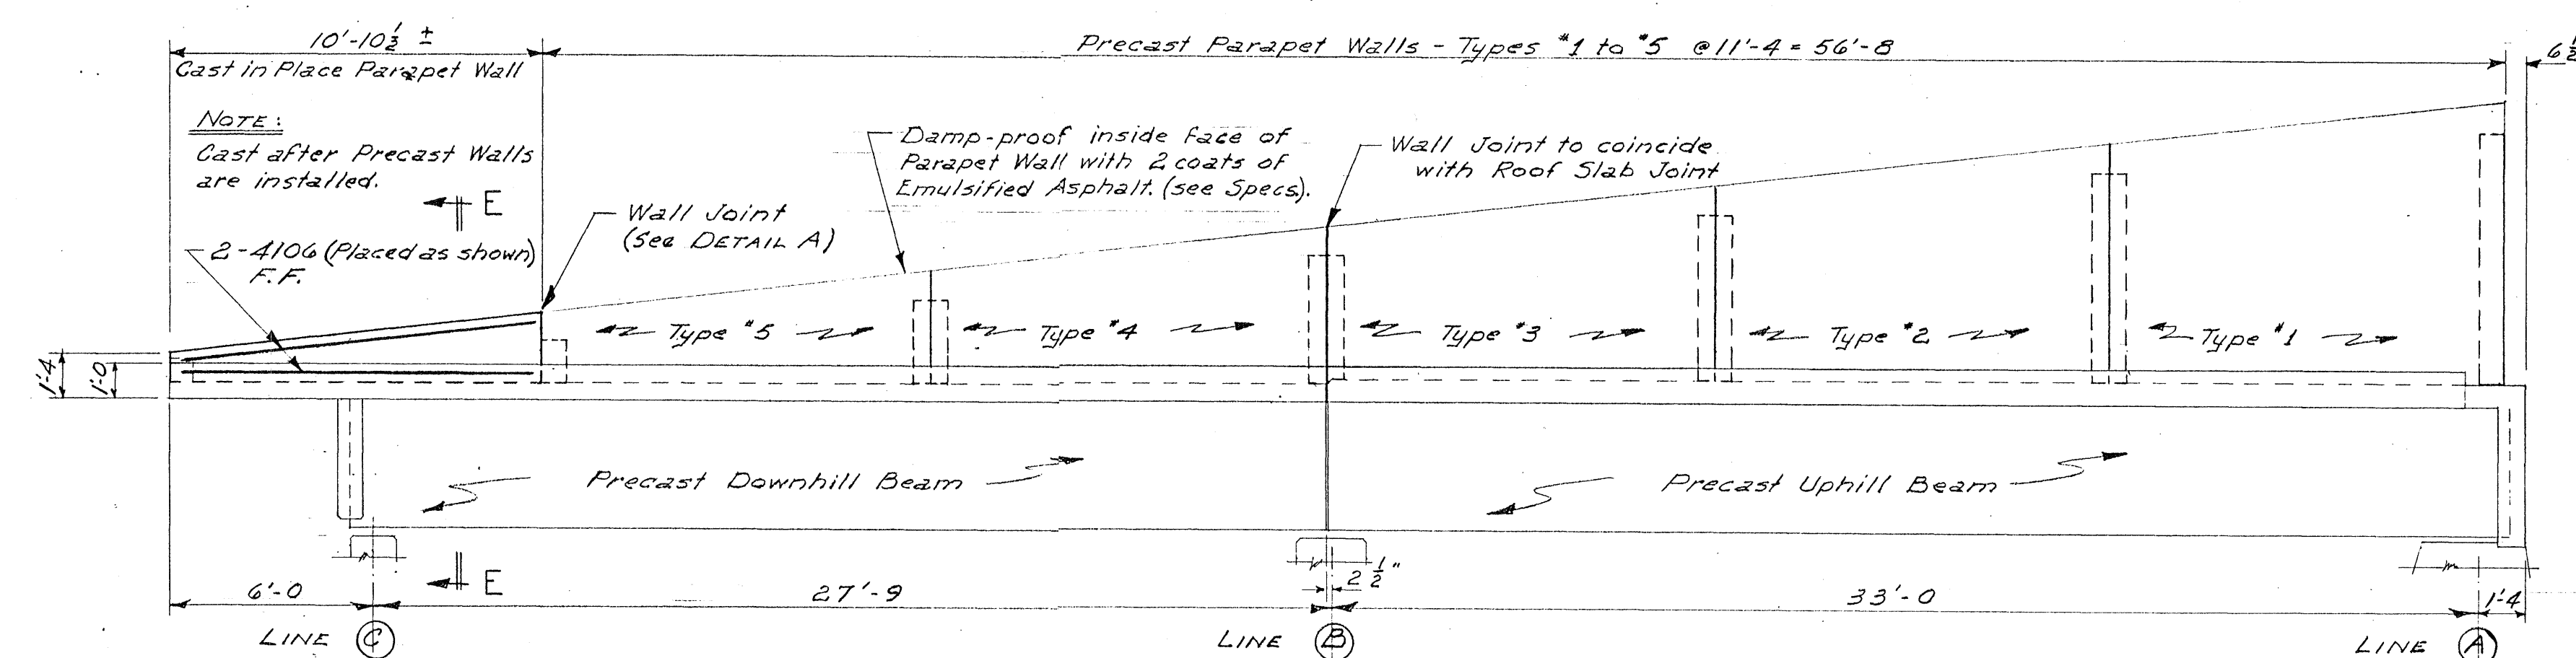 10'-10½ ±
Precast Parapet Walls - Types #1 to #5 @ 11'-4 = 56'-8
6½
Cast in Place Parapet Wall
NOTE:
Cast after Precast Walls
are installed.
E
2-4106 (Placed as shown)
F.F.
Wall Joint
(See DETAIL A)
Damp-proof inside face of
Parapet Wall with 2 coats of
Emulsified Asphalt. (see Specs).
Wall Joint to coincide
with Roof Slab Joint
Type #5
Type #4
Type #3
Type #2
Type #1
1'-4
1'-0
Precast Downhill Beam
Precast Uphill Beam
E
6'-0
27'-9
2½"
33'-0
1'-4
LINE C
LINE B
LINE A